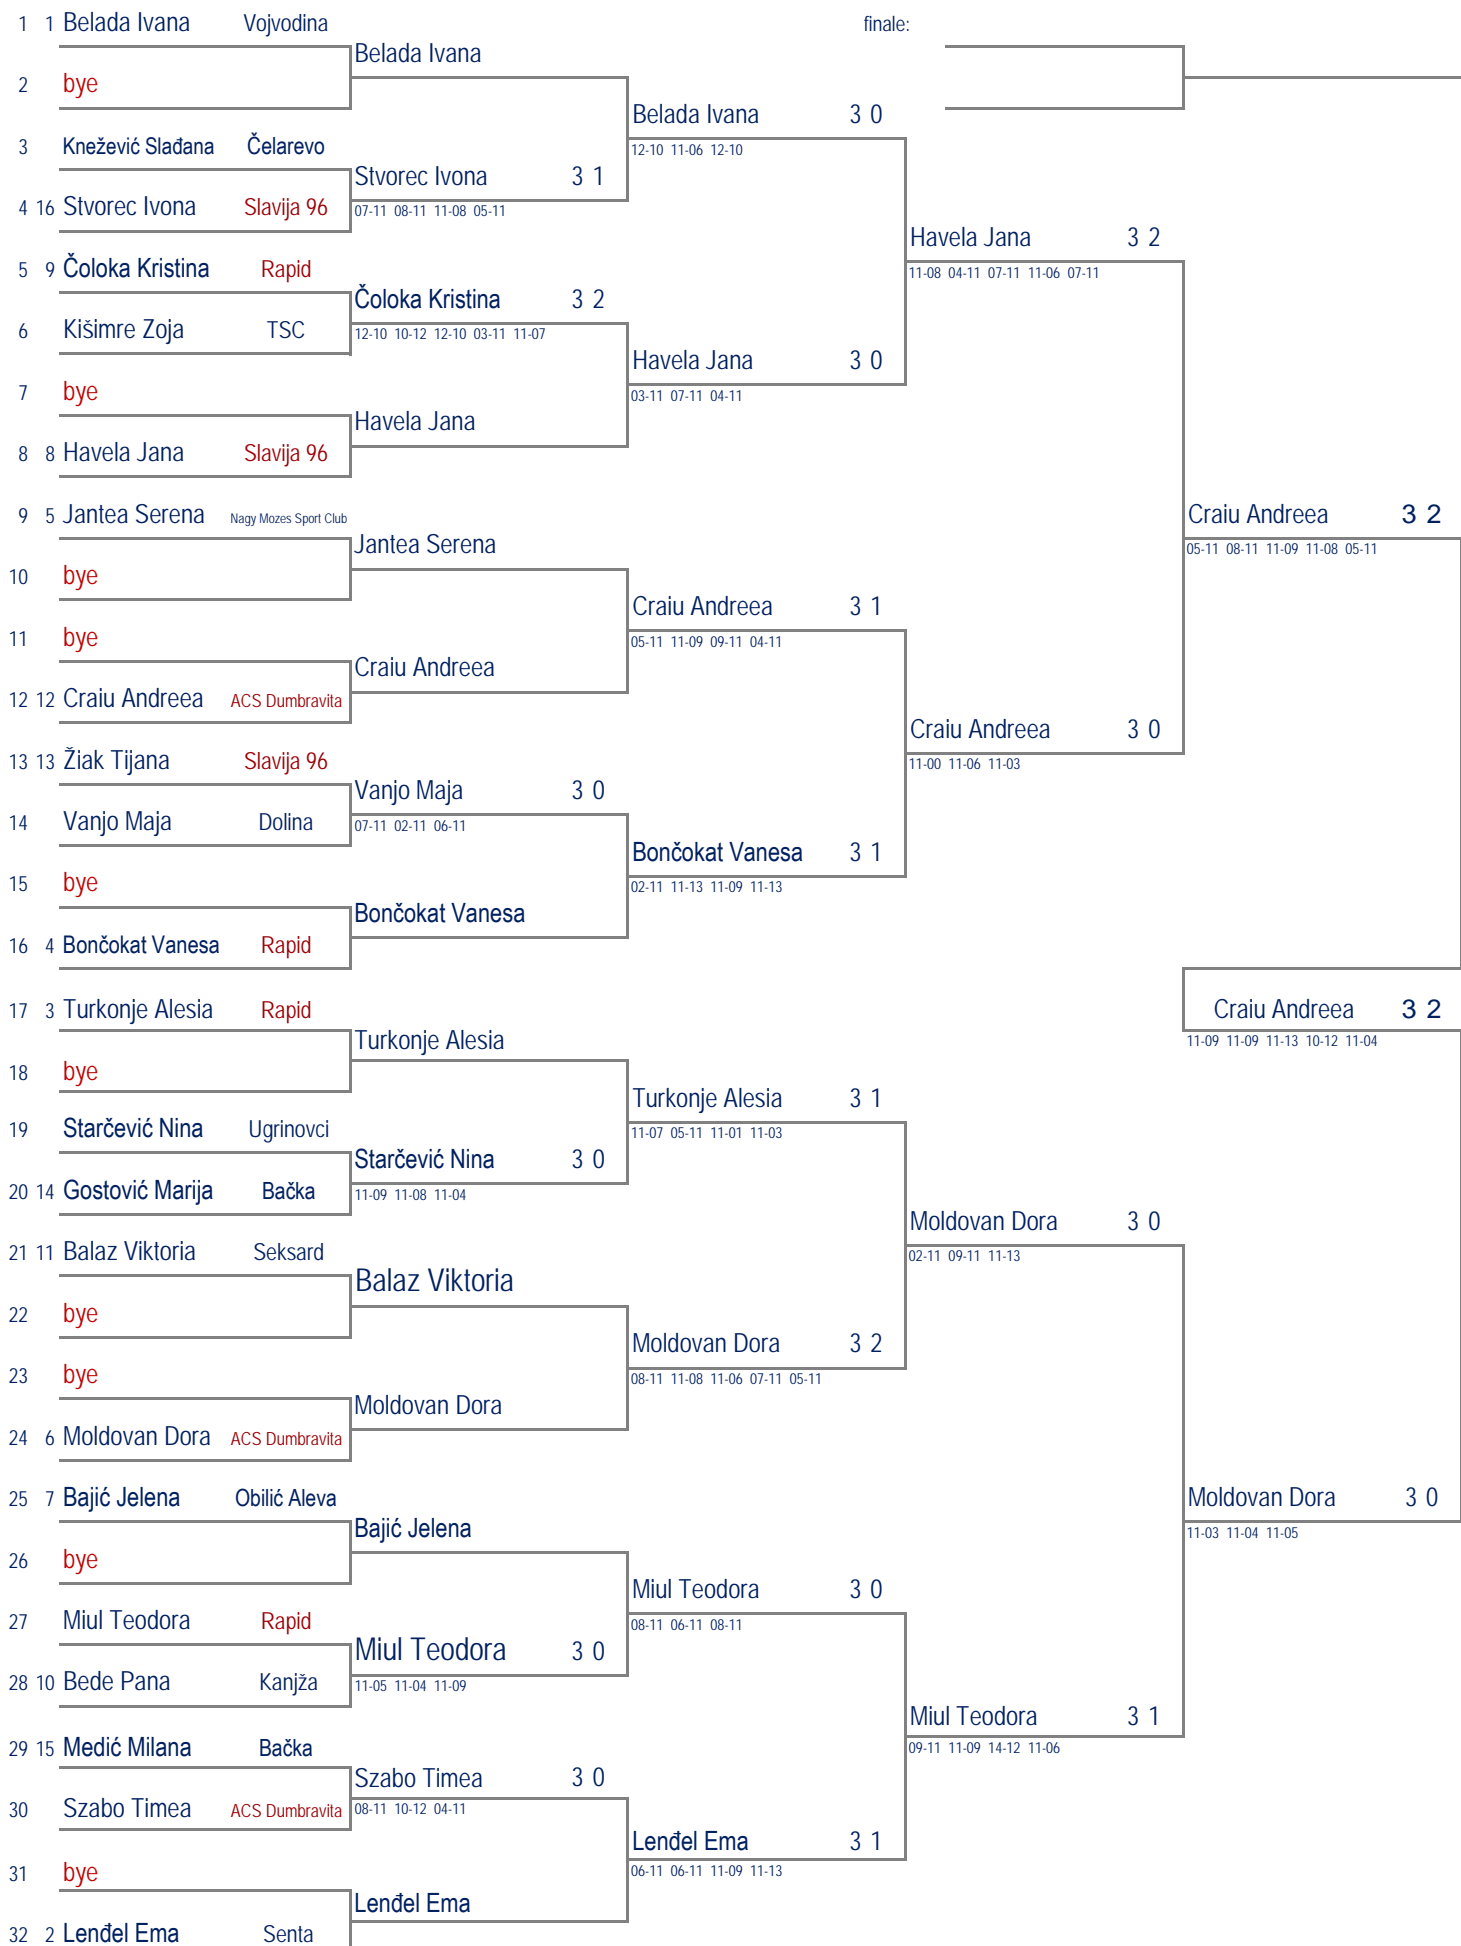 1 1 Belada Ivana Vojvodina finale:
Belada Ivana
2 bye
Belada Ivana 3 0
3 Knežević Slađana Čelarevo 12-10 11-06 12-10
Stvorec Ivona 3 1
4 16 Stvorec Ivona Slavija 96 07-11 08-11 11-08 05-11
Havela Jana 3 2
5 9 Čoloka Kristina Rapid 11-08 04-11 07-11 11-06 07-11
Čoloka Kristina 3 2
6 Kišimre Zoja TSC 12-10 10-12 12-10 03-11 11-07
Havela Jana 3 0
7 bye 03-11 07-11 04-11
Havela Jana
8 8 Havela Jana Slavija 96
9 5 Jantea Serena Nagy Mozes Sport Club Craiu Andreea 3 2
Jantea Serena 05-11 08-11 11-09 11-08 05-11
10 bye
Craiu Andreea 3 1
11 bye 05-11 11-09 09-11 04-11
Craiu Andreea
12 12 Craiu Andreea ACS Dumbravita
Craiu Andreea 3 0
13 13 Žiak Tijana Slavija 96 11-00 11-06 11-03
Vanjo Maja 3 0
14 Vanjo Maja Dolina 07-11 02-11 06-11
Bončokat Vanesa 3 1
15 bye 02-11 11-13 11-09 11-13
Bončokat Vanesa
16 4 Bončokat Vanesa Rapid
17 3 Turkonje Alesia Rapid Craiu Andreea 3 2
Turkonje Alesia 11-09 11-09 11-13 10-12 11-04
18 bye
Turkonje Alesia 3 1
19 Starčević Nina Ugrinovci 11-07 05-11 11-01 11-03
Starčević Nina 3 0
20 14 Gostović Marija Bačka 11-09 11-08 11-04
Moldovan Dora 3 0
21 11 Balaz Viktoria Seksard 02-11 09-11 11-13
Balaz Viktoria
22 bye
Moldovan Dora 3 2
23 bye 08-11 11-08 11-06 07-11 05-11
Moldovan Dora
24 6 Moldovan Dora ACS Dumbravita
25 7 Bajić Jelena Obilić Aleva Moldovan Dora 3 0
Bajić Jelena 11-03 11-04 11-05
26 bye
Miul Teodora 3 0
27 Miul Teodora Rapid 08-11 06-11 08-11
Miul Teodora 3 0
28 10 Bede Pana Kanjža 11-05 11-04 11-09
Miul Teodora 3 1
29 15 Medić Milana Bačka 09-11 11-09 14-12 11-06
Szabo Timea 3 0
30 Szabo Timea ACS Dumbravita 08-11 10-12 04-11
Lenđel Ema 3 1
31 bye 06-11 06-11 11-09 11-13
Lenđel Ema
32 2 Lenđel Ema Senta